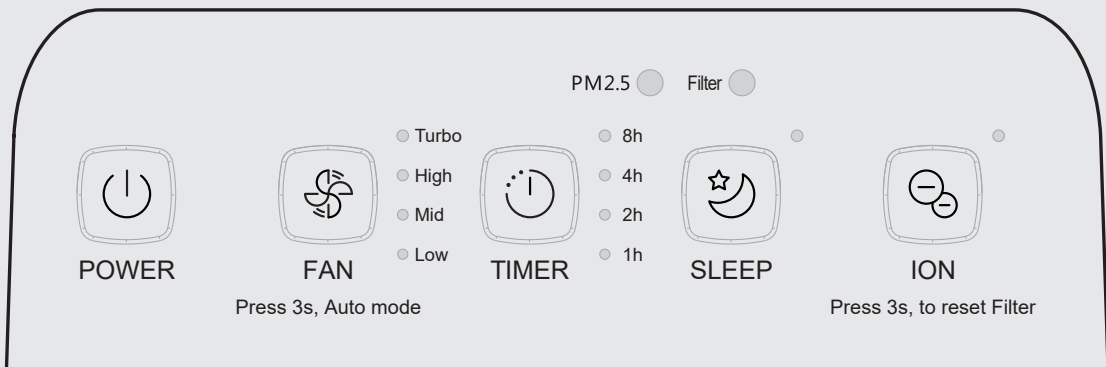 PM2.5 Filter
Turbo
High
Mid
Low
8h
4h
2h
1h
POWER FAN TIMER SLEEP ION
Press 3s, Auto mode Press 3s, to reset Filter